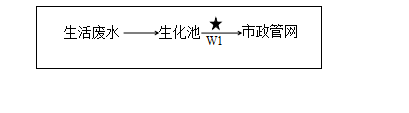 生活废水 → 生化池 ★ → 市政管网
W1